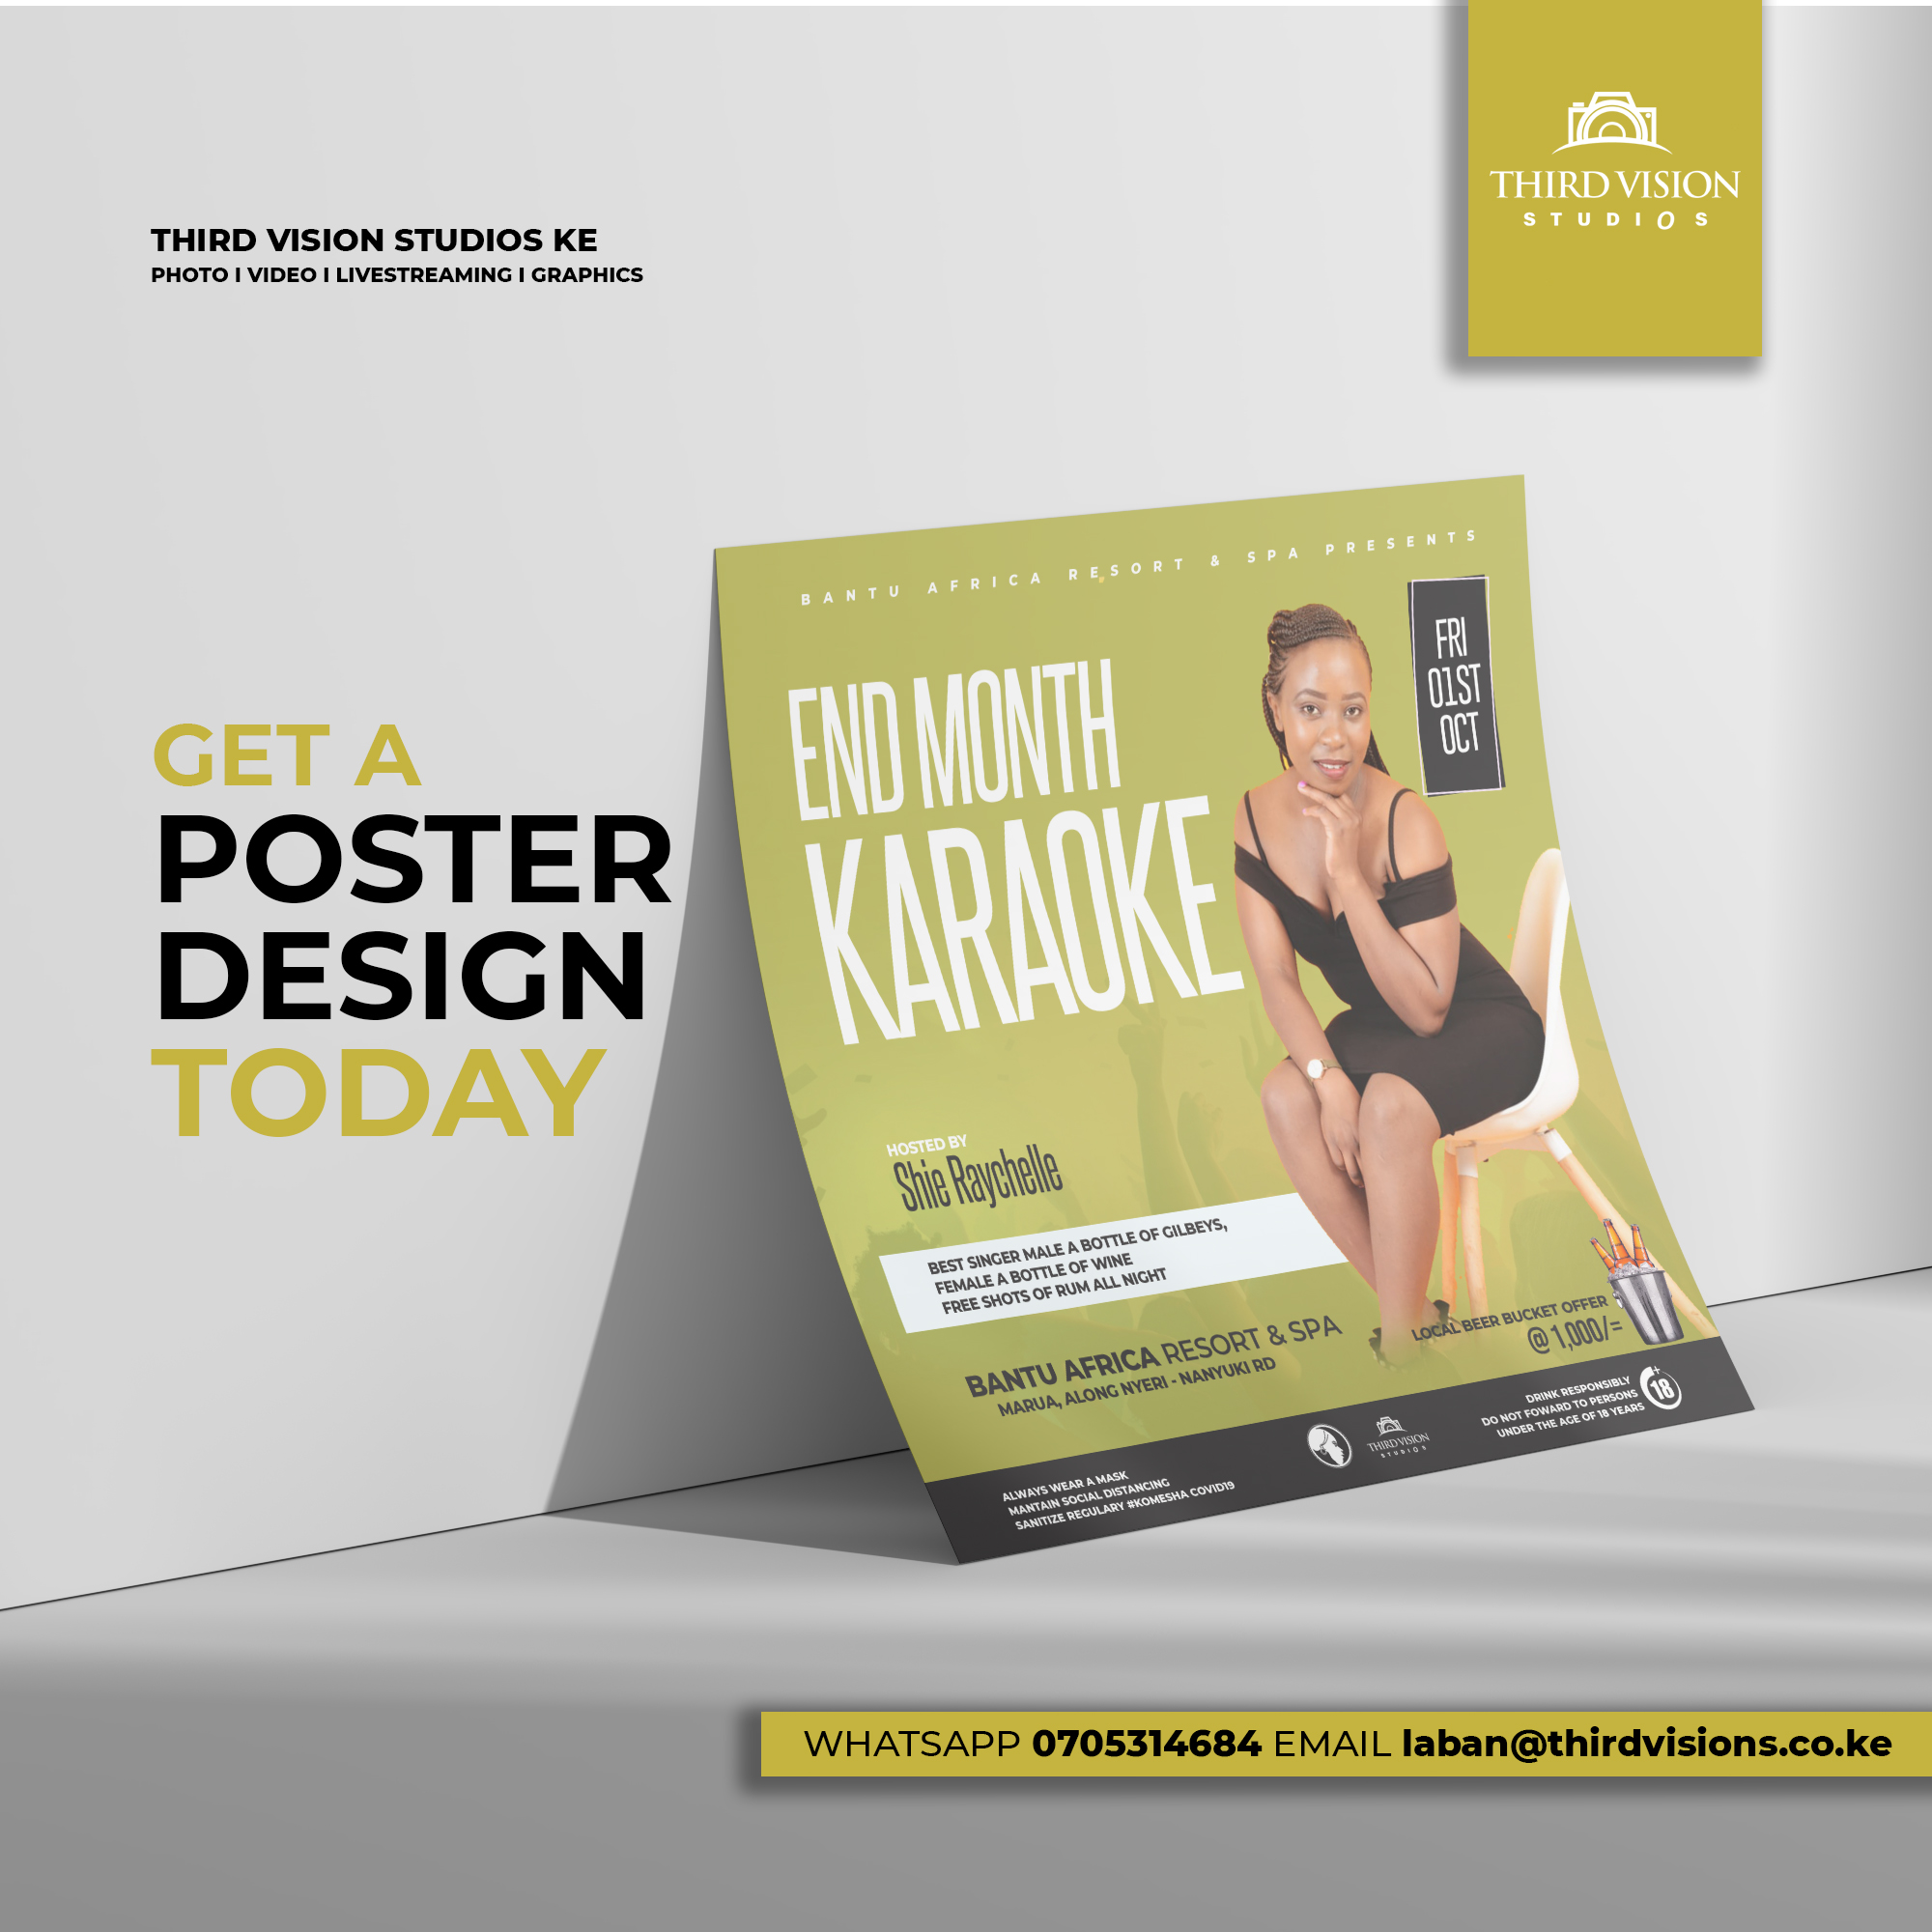 THIRD VISION
STUDIOS
THIRD VISION STUDIOS KE
PHOTO I VIDEO I LIVESTREAMING I GRAPHICS
GET A
POSTER
DESIGN
TODAY
BANTU AFRICA RESORT & SPA PRESENTS
FRI
01ST
OCT
END MONTH
KARAOKE
HOSTED BY
Shie Raychelle
BEST SINGER MALE A BOTTLE OF GILBEYS,
FEMALE A BOTTLE OF WINE
FREE SHOTS OF RUM ALL NIGHT
LOCAL BEER BUCKET OFFER
@ 1,000/=
BANTU AFRICA RESORT & SPA
MARUA, ALONG NYERI - NANYUKI RD
DRINK RESPONSIBLY
DO NOT FOWARD TO PERSONS
UNDER THE AGE OF 18 YEARS
18+
THIRD VISION
STUDIOS
ALWAYS WEAR A MASK
MANTAIN SOCIAL DISTANCING
SANITIZE REGULARY #KOMESHA COVID19
WHATSAPP 0705314684 EMAIL laban@thirdvisions.co.ke